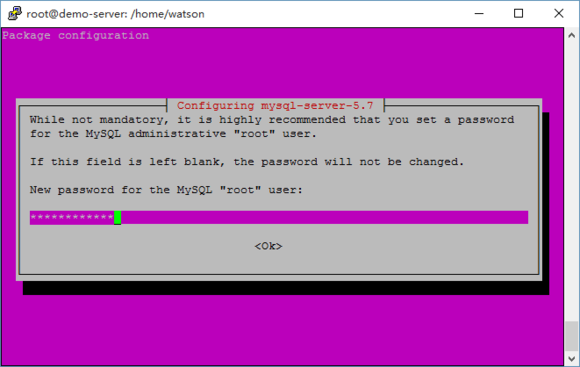 root@demo-server: /home/watson
Package configuration
Configuring mysql-server-5.7
While not mandatory, it is highly recommended that you set a password
for the MySQL administrative "root" user.
If this field is left blank, the password will not be changed.
New password for the MySQL "root" user:
************
<Ok>